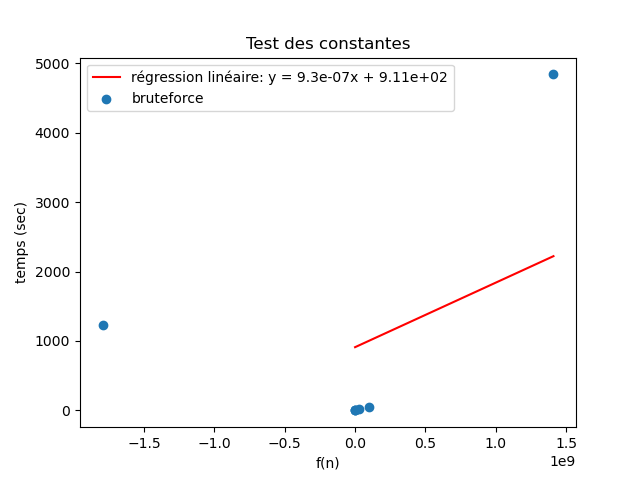 Test des constantes
régression linéaire: y = 9.3e-07x + 9.11e+02
bruteforce
temps (sec)
5000
4000
3000
2000
1000
0
−1.5 −1.0 −0.5 0.0 0.5 1.0 1.5
1e9
f(n)